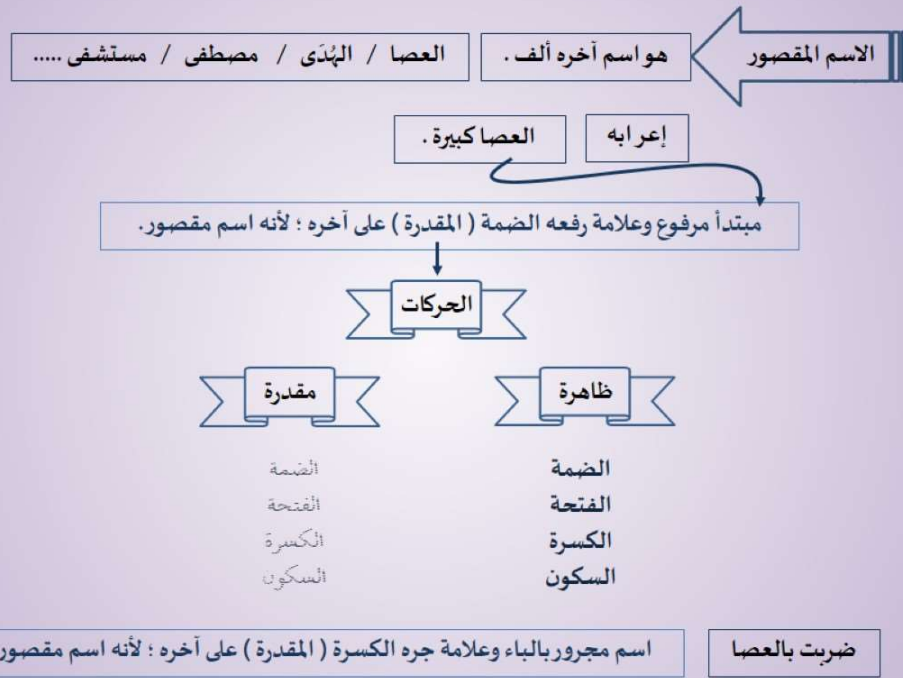 الاسم المقصور
هو اسم آخره ألف .
العصا / الهُدَى / مصطفى / مستشفى .....
إعرابه
العصا كبيرة .
مبتدأ مرفوع وعلامة رفعه الضمة ( المقدرة ) على آخره ؛ لأنه اسم مقصور.
الحركات
ظاهرة
مقدرة
الضمة
الضمة
الفتحة
الفتحة
الكسرة
الكسرة
السكون
السكون
ضربت بالعصا
اسم مجرور بالباء وعلامة جره الكسرة ( المقدرة ) على آخره ؛ لأنه اسم مقصور